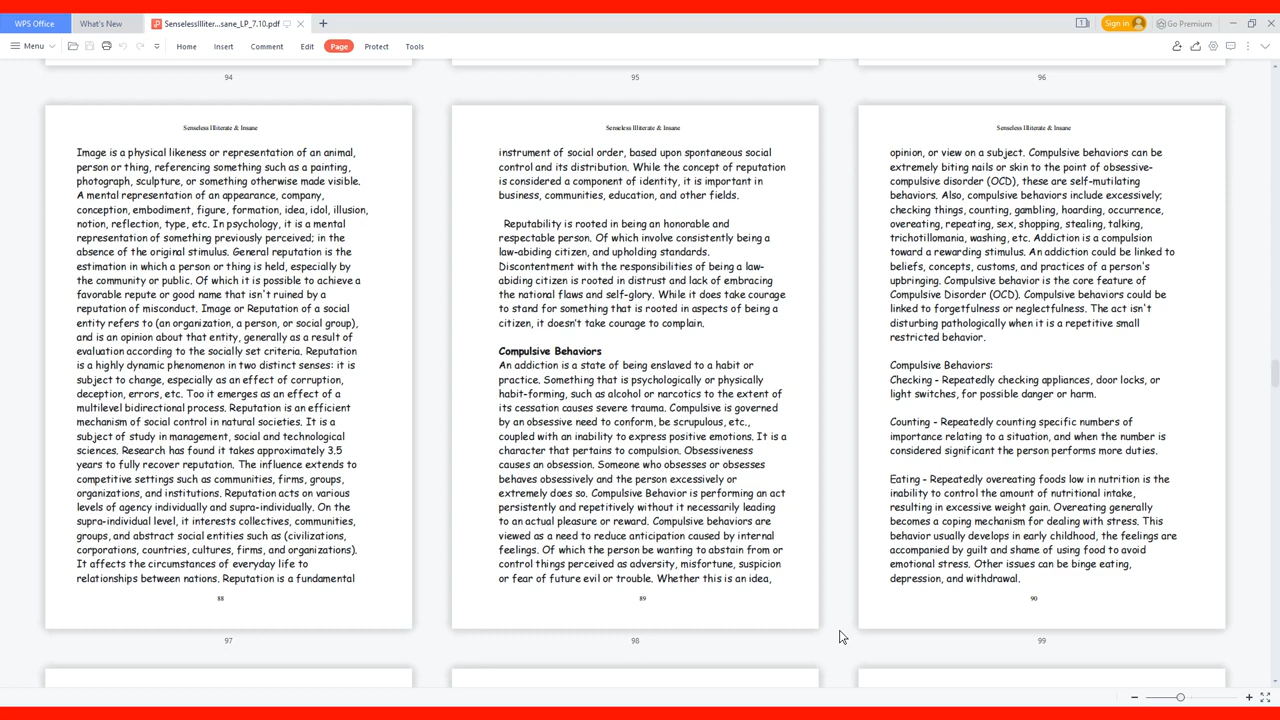 WPS Office
What's New
SenselessIlliter...sane_LP_7.10.pdf
Sign in
Go Premium
Menu
Home
Insert
Comment
Edit
Page
Protect
Tools
94
95
96
Senseless Illiterate & Insane
Image is a physical likeness or representation of an animal,
person or thing, referencing something such as a painting,
photograph, sculpture, or something otherwise made visible.
A mental representation of an appearance, company,
conception, embodiment, figure, formation, idea, idol, illusion,
notion, reflection, type, etc. In psychology, it is a mental
representation of something previously perceived; in the
absence of the original stimulus. General reputation is the
estimation in which a person or thing is held, especially by
the community or public. Of which it is possible to achieve a
favorable repute or good name that isn't ruined by a
reputation of misconduct. Image or Reputation of a social
entity refers to (an organization, a person, or social group),
and is an opinion about that entity, generally as a result of
evaluation according to the socially set criteria. Reputation
is a highly dynamic phenomenon in two distinct senses: it is
subject to change, especially as an effect of corruption,
deception, errors, etc. Too it emerges as an effect of a
multilevel bidirectional process. Reputation is an efficient
mechanism of social control in natural societies. It is a
subject of study in management, social and technological
sciences. Research has found it takes approximately 3.5
years to fully recover reputation. The influence extends to
competitive settings such as communities, firms, groups,
organizations, and institutions. Reputation acts on various
levels of agency individually and supra-individually. On the
supra-individual level, it interests collectives, communities,
groups, and abstract social entities such as (civilizations,
corporations, countries, cultures, firms, and organizations).
It affects the circumstances of everyday life to
relationships between nations. Reputation is a fundamental
88
97
Senseless Illiterate & Insane
instrument of social order, based upon spontaneous social
control and its distribution. While the concept of reputation
is considered a component of identity, it is important in
business, communities, education, and other fields.
Reputability is rooted in being an honorable and
respectable person. Of which involve consistently being a
law-abiding citizen, and upholding standards.
Discontentment with the responsibilities of being a law-
abiding citizen is rooted in distrust and lack of embracing
the national flaws and self-glory. While it does take courage
to stand for something that is rooted in aspects of being a
citizen, it doesn't take courage to complain.
Compulsive Behaviors
An addiction is a state of being enslaved to a habit or
practice. Something that is psychologically or physically
habit-forming, such as alcohol or narcotics to the extent of
its cessation causes severe trauma. Compulsive is governed
by an obsessive need to conform, be scrupulous, etc.,
coupled with an inability to express positive emotions. It is a
character that pertains to compulsion. Obsessiveness
causes an obsession. Someone who obsesses or obsesses
behaves obsessively and the person excessively or
extremely does so. Compulsive Behavior is performing an act
persistently and repetitively without it necessarily leading
to an actual pleasure or reward. Compulsive behaviors are
viewed as a need to reduce anticipation caused by internal
feelings. Of which the person be wanting to abstain from or
control things perceived as adversity, misfortune, suspicion
or fear of future evil or trouble. Whether this is an idea,
89
98
Senseless Illiterate & Insane
opinion, or view on a subject. Compulsive behaviors can be
extremely biting nails or skin to the point of obsessive-
compulsive disorder (OCD), these are self-mutilating
behaviors. Also, compulsive behaviors include excessively;
checking things, counting, gambling, hoarding, occurrence,
overeating, repeating, sex, shopping, stealing, talking,
trichotillomania, washing, etc. Addiction is a compulsion
toward a rewarding stimulus. An addiction could be linked to
beliefs, concepts, customs, and practices of a person's
upbringing. Compulsive behavior is the core feature of
Compulsive Disorder (OCD). Compulsive behaviors could be
linked to forgetfulness or neglectfulness. The act isn't
disturbing pathologically when it is a repetitive small
restricted behavior.
Compulsive Behaviors:
Checking - Repeatedly checking appliances, door locks, or
light switches, for possible danger or harm.
Counting - Repeatedly counting specific numbers of
importance relating to a situation, and when the number is
considered significant the person performs more duties.
Eating - Repeatedly overeating foods low in nutrition is the
inability to control the amount of nutritional intake,
resulting in excessive weight gain. Overeating generally
becomes a coping mechanism for dealing with stress. This
behavior usually develops in early childhood, the feelings are
accompanied by guilt and shame of using food to avoid
emotional stress. Other issues can be binge eating,
depression, and withdrawal.
90
99